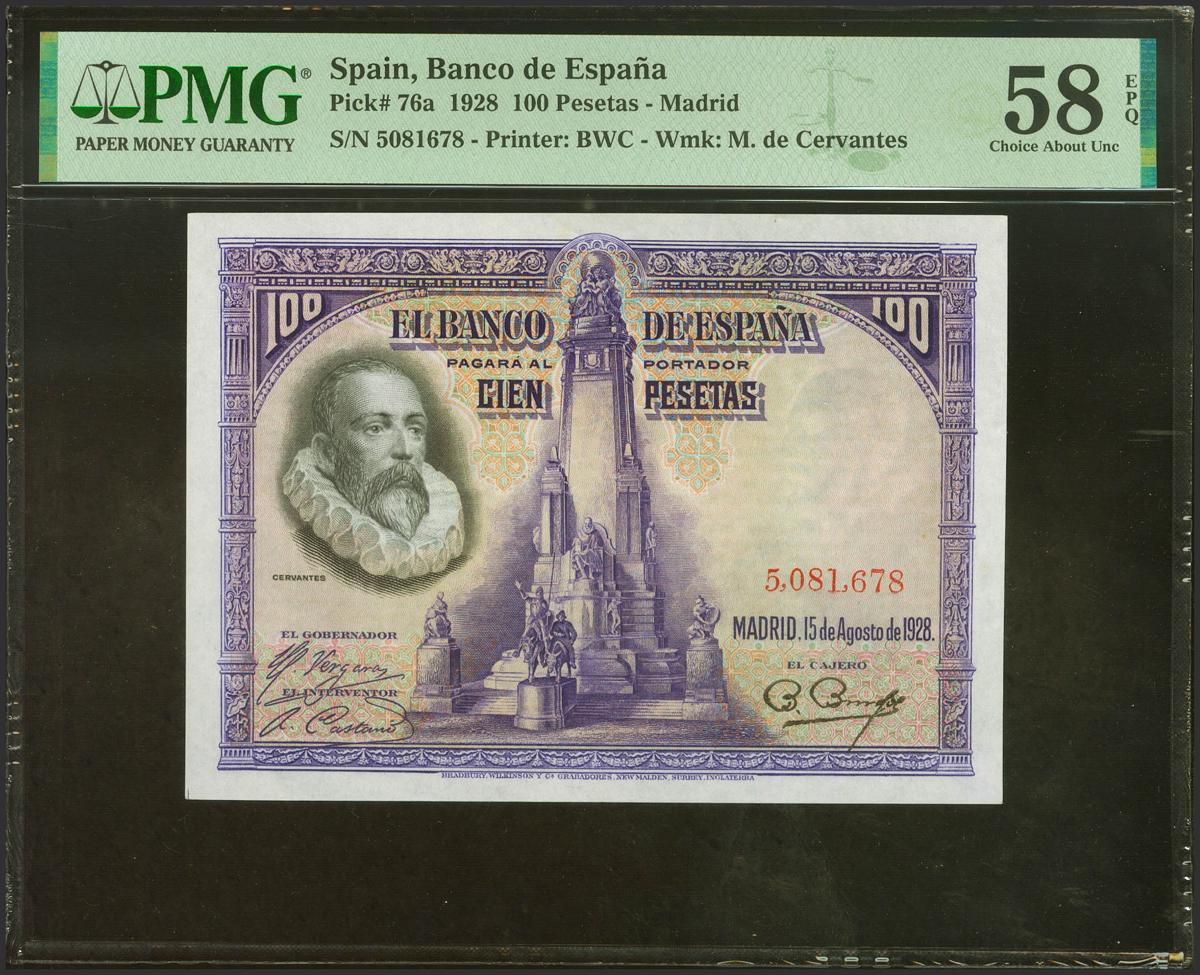 PMG®
PAPER MONEY GUARANTY
Spain, Banco de España
Pick# 76a 1928 100 Pesetas - Madrid
S/N 5081678 - Printer: BWC - Wmk: M. de Cervantes
58
EPQ
Choice About Unc
100
100
EL BANCO DE ESPAÑA
PAGARÁ AL PORTADOR
CIEN PESETAS
CERVANTES
5,081,678
MADRID, 15 de Agosto de 1928.
EL GOBERNADOR
EL CAJERO
Vergara
EL INTERVENTOR
A. Castaño
BRADBURY, WILKINSON Y Cª GRABADORES, NEW MALDEN, SURREY, INGLATERRA